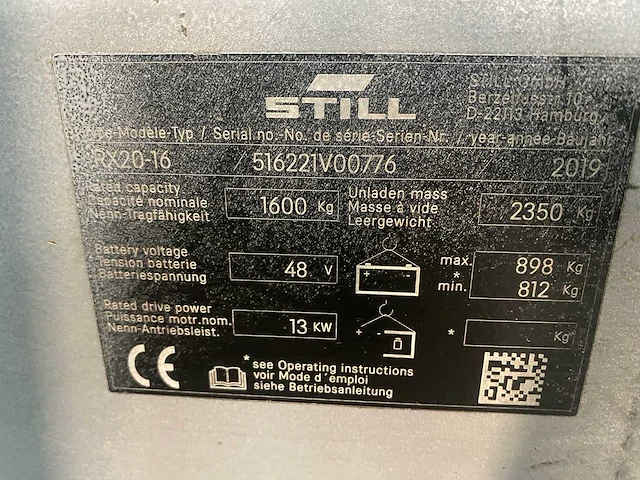 STILL
STILL GmbH
D-22113 Hamburg
Type-Modèle-Typ / Serial no.-No. de série-Serien-Nr. / year-année-Baujahr
RX20-16 / 516221V00776 2019
Rated capacity
Capacité nominale
Nenn-Tragfähigkeit
1600 Kg
Unladen mass
Masse à vide
Leergewicht
2350 Kg
Battery voltage
Tension batterie
Batteriespannung
48 V
+ -
max. 898 Kg
*
min. 812 Kg
Rated drive power
Puissance motr.nom.
Nenn-Antriebsleist.
13 KW
+
* Kg
CE
* see Operating instructions
voir Mode d´emploi
siehe Betriebsanleitung